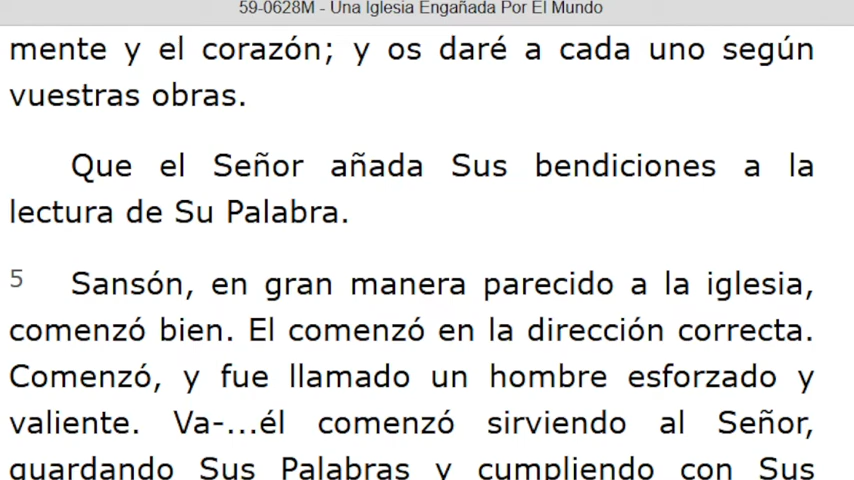 59-0628M - Una Iglesia Engañada Por El Mundo
mente y el corazón; y os daré a cada uno según
vuestras obras.
Que el Señor añada Sus bendiciones a la
lectura de Su Palabra.
5 Sansón, en gran manera parecido a la iglesia,
comenzó bien. El comenzó en la dirección correcta.
Comenzó, y fue llamado un hombre esforzado y
valiente. Va-...él comenzó sirviendo al Señor,
guardando Sus Palabras y cumpliendo con Sus